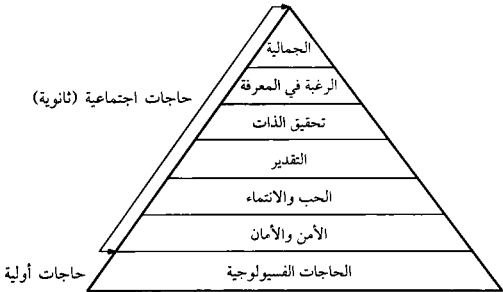 الجمالية
الرغبة في المعرفة
حاجات اجتماعية (ثانوية)
تحقيق الذات
التقدير
الحب والانتماء
الأمن والأمان
الحاجات الفسيولوجية
حاجات أولية